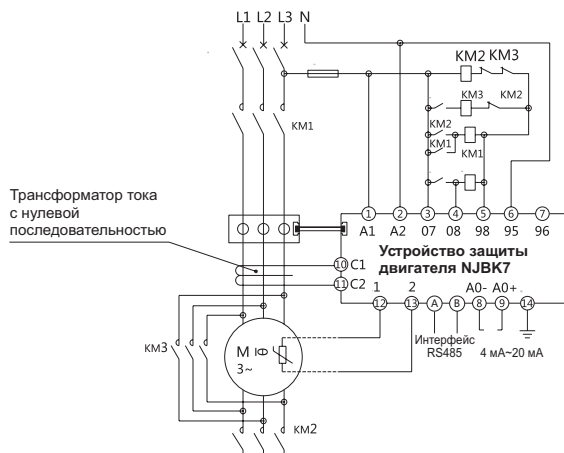 L1 L2 L3 N
KM2 KM3
KM3 KM2
KM2
KM1
KM1
KM1
Трансформатор тока
с нулевой
последовательностью
1 2 3 4 5 6 7
A1 A2 07 08 98 95 96
Устройство защиты
двигателя NJBK7
10 C1
11 C2
1 2 A0- A0+
12 13 A B 8 9 14
Интерфейс
RS485
4 мА~20 мА
KM3
M
3~
KM2